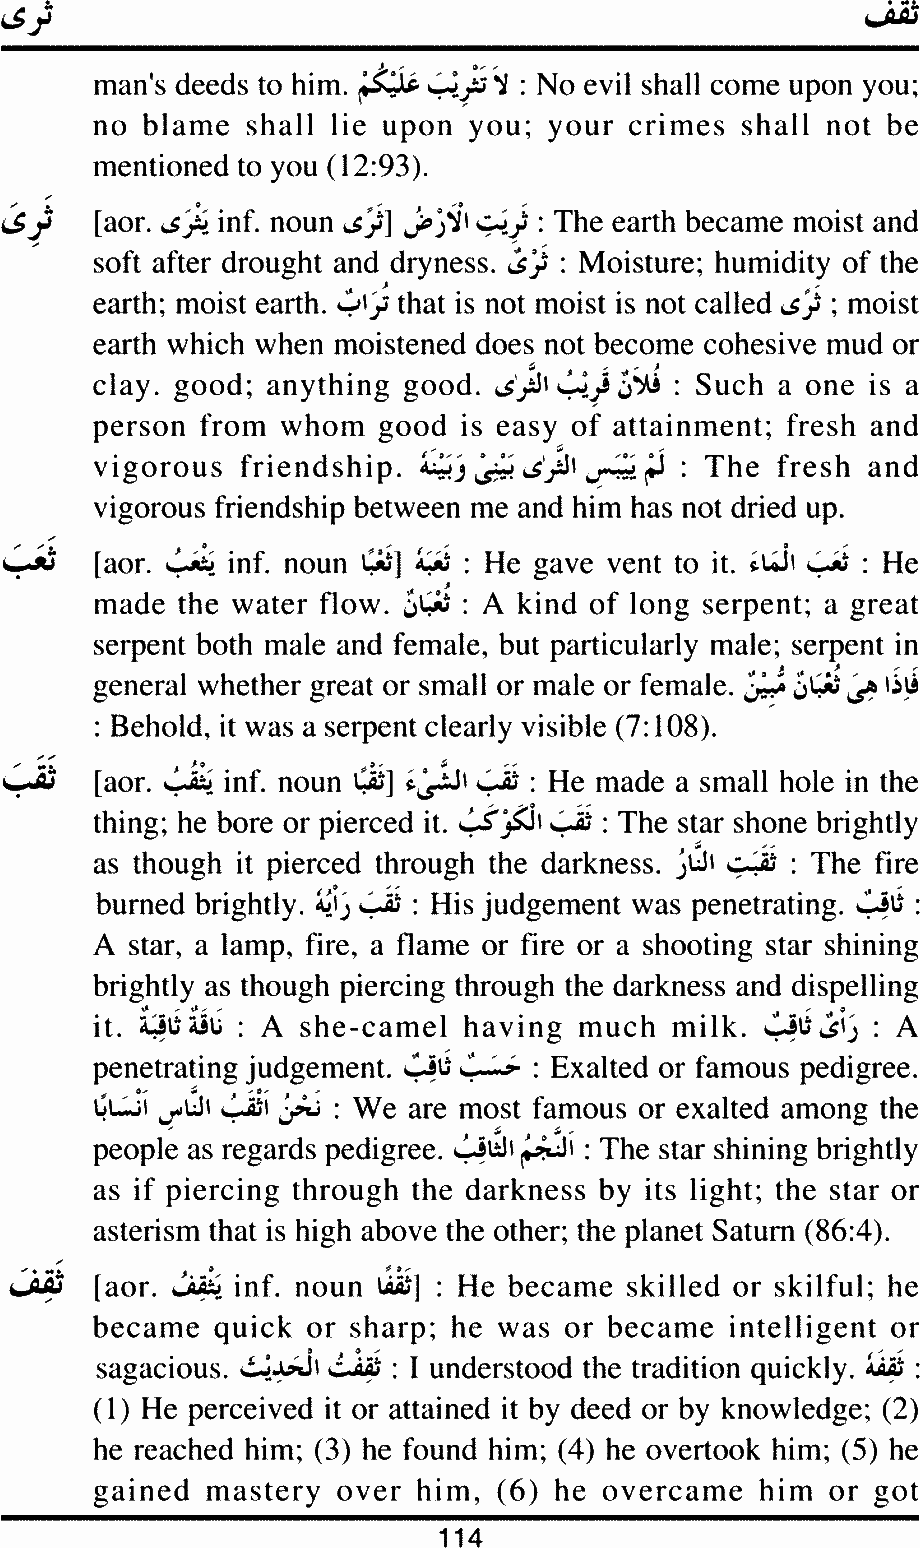 ثرى ثقف
man's deeds to him. لاَ تَثْرِيْبَ عَلَيْكُمْ : No evil shall come upon you;
no blame shall lie upon you; your crimes shall not be
mentioned to you (12:93).
ثَرِىَ [aor. يَثْرَى inf. noun ثَرًى] ثَرِيَتِ الْاَرْضُ : The earth became moist and
soft after drought and dryness. ثَرْىً : Moisture; humidity of the
earth; moist earth. تُرَابٌ that is not moist is not called ثَرًى ; moist
earth which when moistened does not become cohesive mud or
clay. good; anything good. فُلاَنٌ قَرِيْبُ الثَّرٰى : Such a one is a
person from whom good is easy of attainment; fresh and
vigorous friendship. لَمْ يَيْبَسِ الثَّرٰى بَيْنِىْ وَبَيْنَهُ : The fresh and
vigorous friendship between me and him has not dried up.
ثَعَبَ [aor. يَثْعَبُ inf. noun ثَعْبًا] ثَعَبَهُ : He gave vent to it. ثَعَبَ الْمَاءَ : He
made the water flow. ثُعْبَانٌ : A kind of long serpent; a great
serpent both male and female, but particularly male; serpent in
general whether great or small or male or female. فَاِذَا هِىَ ثُعْبَانٌ مُّبِيْنٌ
: Behold, it was a serpent clearly visible (7:108).
ثَقَبَ [aor. يَثْقُبُ inf. noun ثَقْبًا] ثَقَبَ الشَّىْءَ : He made a small hole in the
thing; he bore or pierced it. ثَقَبَ الْكَوْكَبُ : The star shone brightly
as though it pierced through the darkness. ثَقَبَتِ النَّارُ : The fire
burned brightly. ثَقَبَ رَأْيُهُ : His judgement was penetrating. ثَاقِبٌ :
A star, a lamp, fire, a flame or fire or a shooting star shining
brightly as though piercing through the darkness and dispelling
it. نَاقَةٌ ثَاقِبَةٌ : A she-camel having much milk. رَأْىٌ ثَاقِبٌ : A
penetrating judgement. حَسَبٌ ثَاقِبٌ : Exalted or famous pedigree.
نَحْنُ اَثْقَبُ النَّاسِ اَنْسَابًا : We are most famous or exalted among the
people as regards pedigree. اَلنَّجْمُ الثَّاقِبُ : The star shining brightly
as if piercing through the darkness by its light; the star or
asterism that is high above the other; the planet Saturn (86:4).
ثَقِفَ [aor. يَثْقِفُ inf. noun ثَقْفًا] : He became skilled or skilful; he
became quick or sharp; he was or became intelligent or
sagacious. ثَقِفْتُ الْحَدِيْثَ : I understood the tradition quickly. ثَقِفَهُ :
(1) He perceived it or attained it by deed or by knowledge; (2)
he reached him; (3) he found him; (4) he overtook him; (5) he
gained mastery over him, (6) he overcame him or got
114